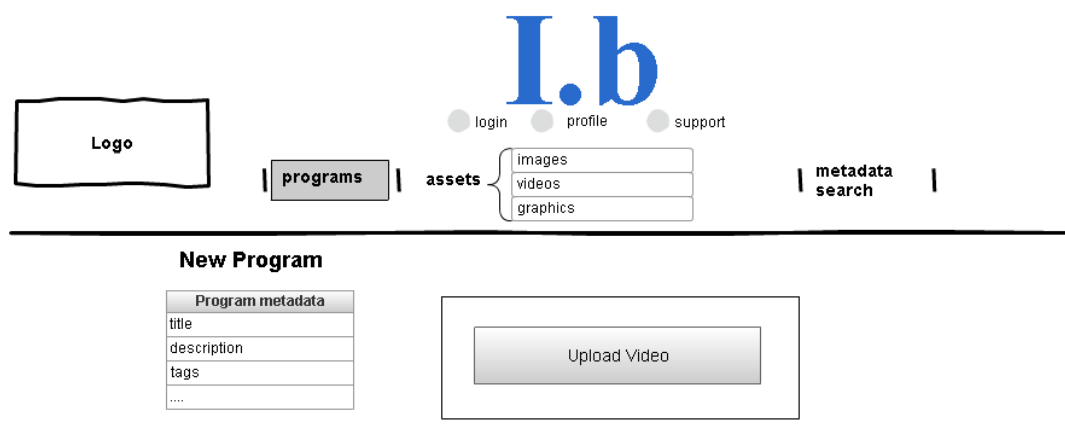 I.b
login profile support
Logo
programs
assets
images
videos
graphics
metadata
search
New Program
Program metadata
title
description
tags
....
Upload Video